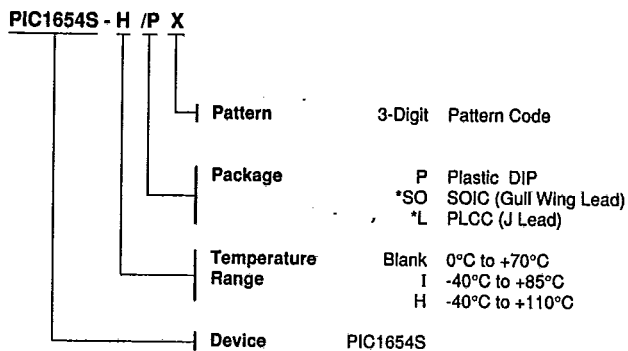 PIC1654S - H /P X
Pattern 3-Digit Pattern Code
Package P Plastic DIP
*SO SOIC (Gull Wing Lead)
*L PLCC (J Lead)
Temperature Range Blank 0°C to +70°C
I -40°C to +85°C
H -40°C to +110°C
Device PIC1654S